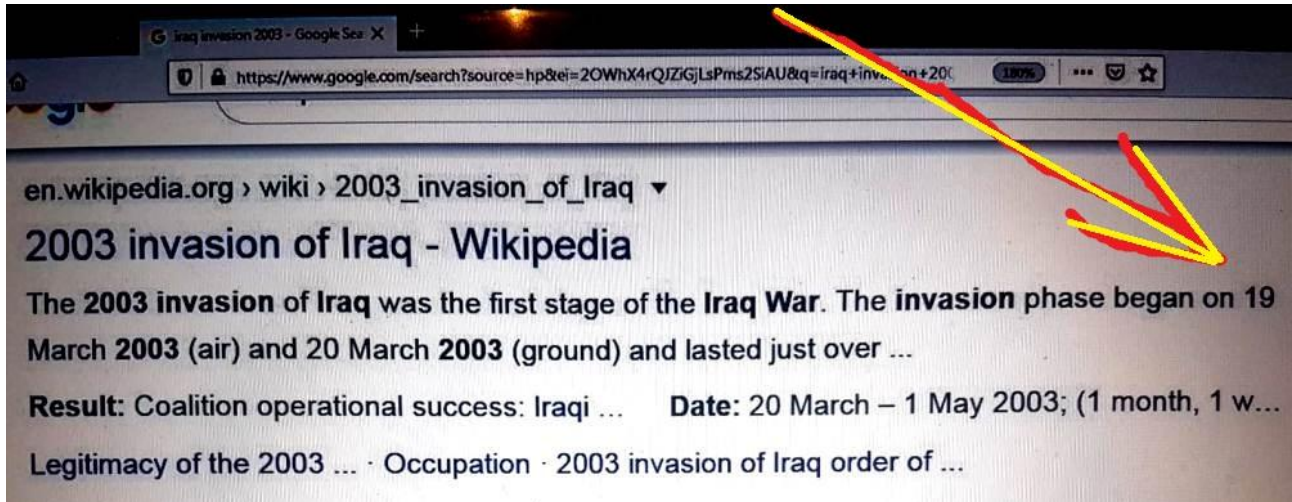 iraq invasion 2003 - Google Sea
https://www.google.com/search?source=hp&ei=2OWhX4rQJZiGjLsPms2SiAU&q=iraq+invasion+20 180%
en.wikipedia.org › wiki › 2003_invasion_of_Iraq
2003 invasion of Iraq - Wikipedia
The 2003 invasion of Iraq was the first stage of the Iraq War. The invasion phase began on 19
March 2003 (air) and 20 March 2003 (ground) and lasted just over ...
Result: Coalition operational success: Iraqi ... Date: 20 March – 1 May 2003; (1 month, 1 w...
Legitimacy of the 2003 ... · Occupation · 2003 invasion of Iraq order of ...